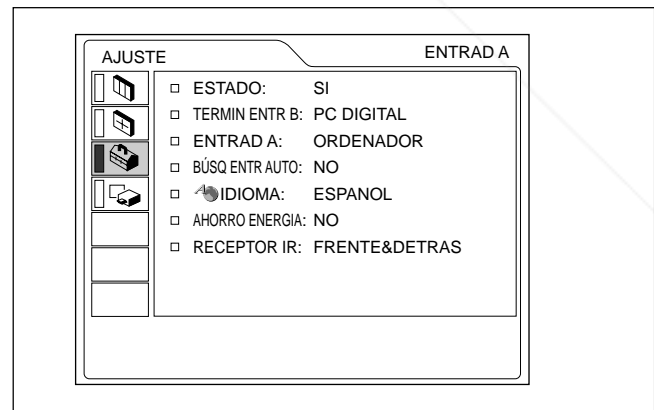 AJUSTE ENTRAD A
ESTADO: SI
TERMIN ENTR B: PC DIGITAL
ENTRAD A: ORDENADOR
BÚSQ ENTR AUTO: NO
A IDIOMA: ESPANOL
AHORRO ENERGIA: NO
RECEPTOR IR: FRENTE&DETRAS